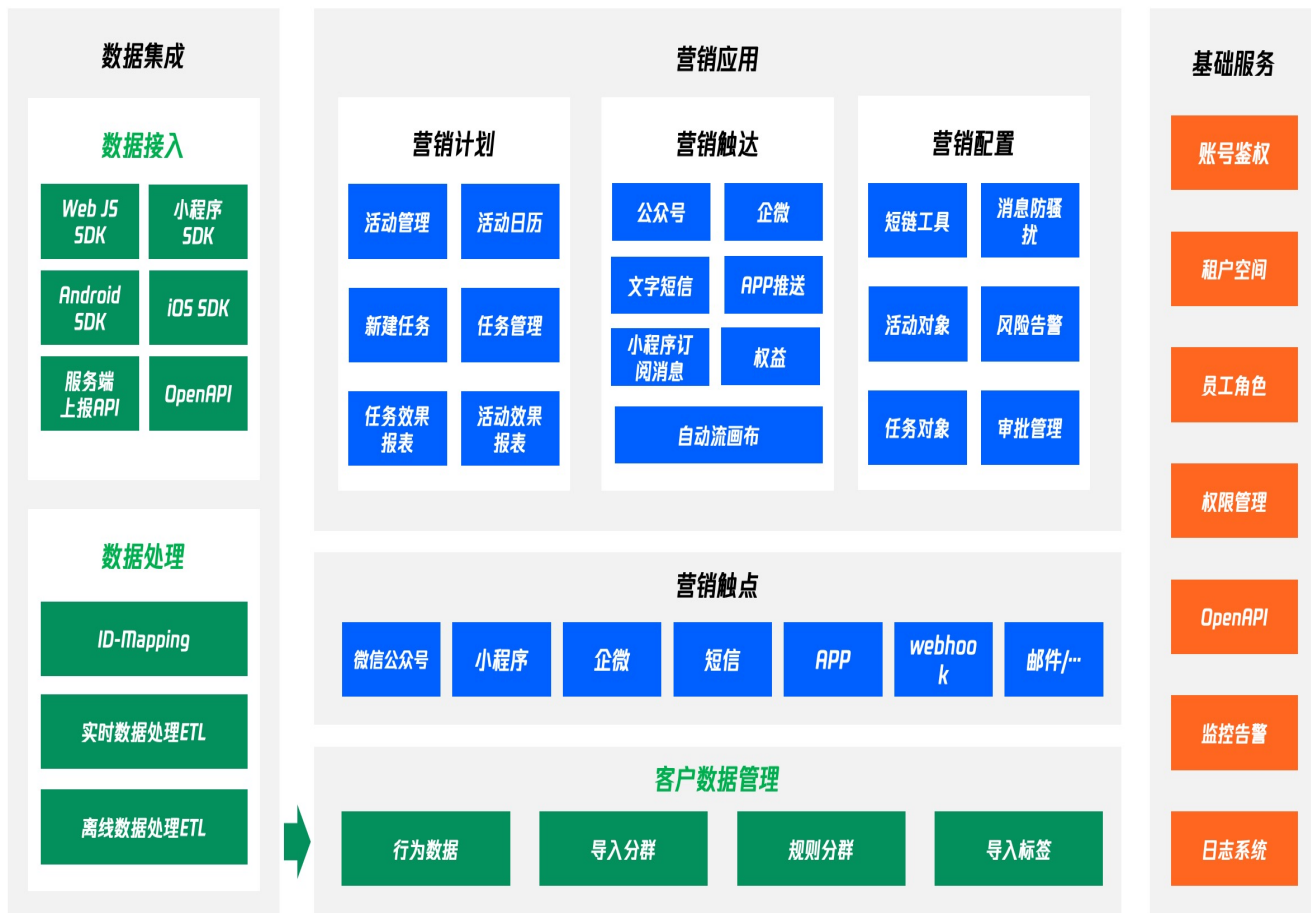 数据集成
数据接入
Web JS
SDK
小程序
SDK
Android
SDK
iOS SDK
服务端
上报API
OpenAPI
数据处理
ID-Mapping
实时数据处理ETL
离线数据处理ETL
营销应用
营销计划
活动管理
活动日历
新建任务
任务管理
任务效果
报表
活动效果
报表
营销触达
公众号
企微
文字短信
APP推送
小程序订
阅消息
权益
自动流画布
营销配置
短链工具
消息防骚
扰
活动对象
风险告警
任务对象
审批管理
营销触点
微信公众号
小程序
企微
短信
APP
webhoo
k
邮件/…
客户数据管理
行为数据
导入分群
规则分群
导入标签
基础服务
账号鉴权
租户空间
员工角色
权限管理
OpenAPI
监控告警
日志系统